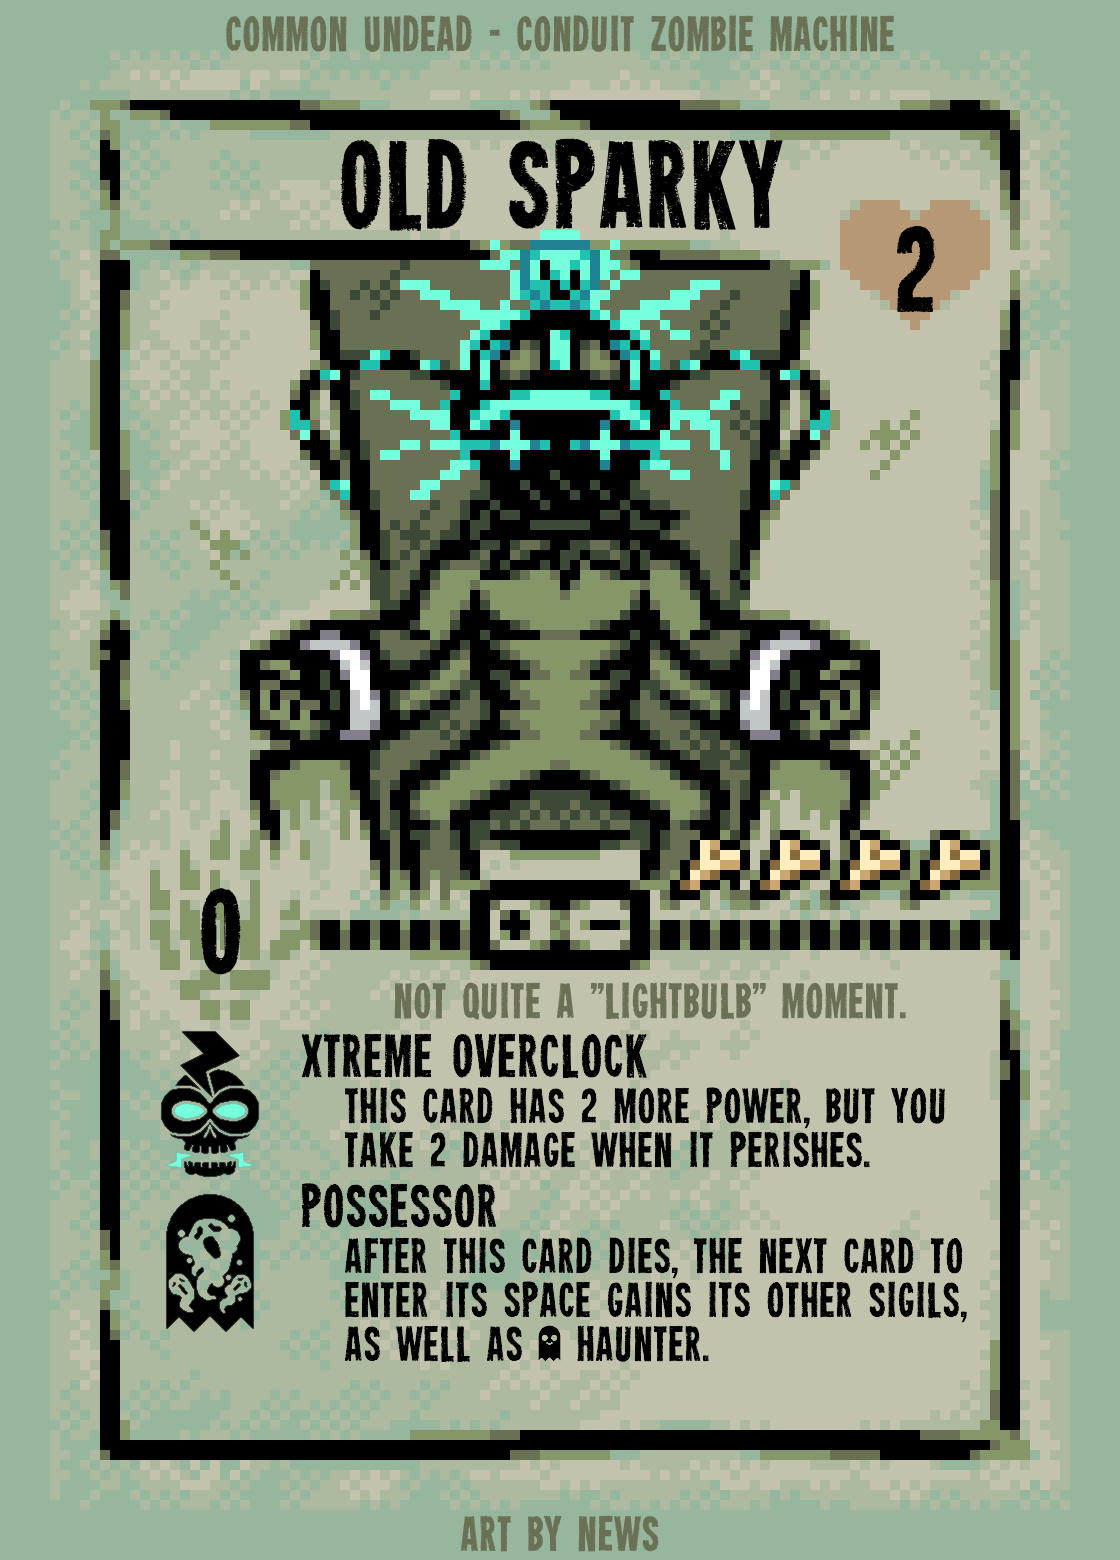 COMMON UNDEAD - CONDUIT ZOMBIE MACHINE
OLD SPARKY
2
0
NOT QUITE A "LIGHTBULB" MOMENT.
XTREME OVERCLOCK
THIS CARD HAS 2 MORE POWER, BUT YOU
TAKE 2 DAMAGE WHEN IT PERISHES.
POSSESSOR
AFTER THIS CARD DIES, THE NEXT CARD TO
ENTER ITS SPACE GAINS ITS OTHER SIGILS,
AS WELL AS HAUNTER.
ART BY NEWS